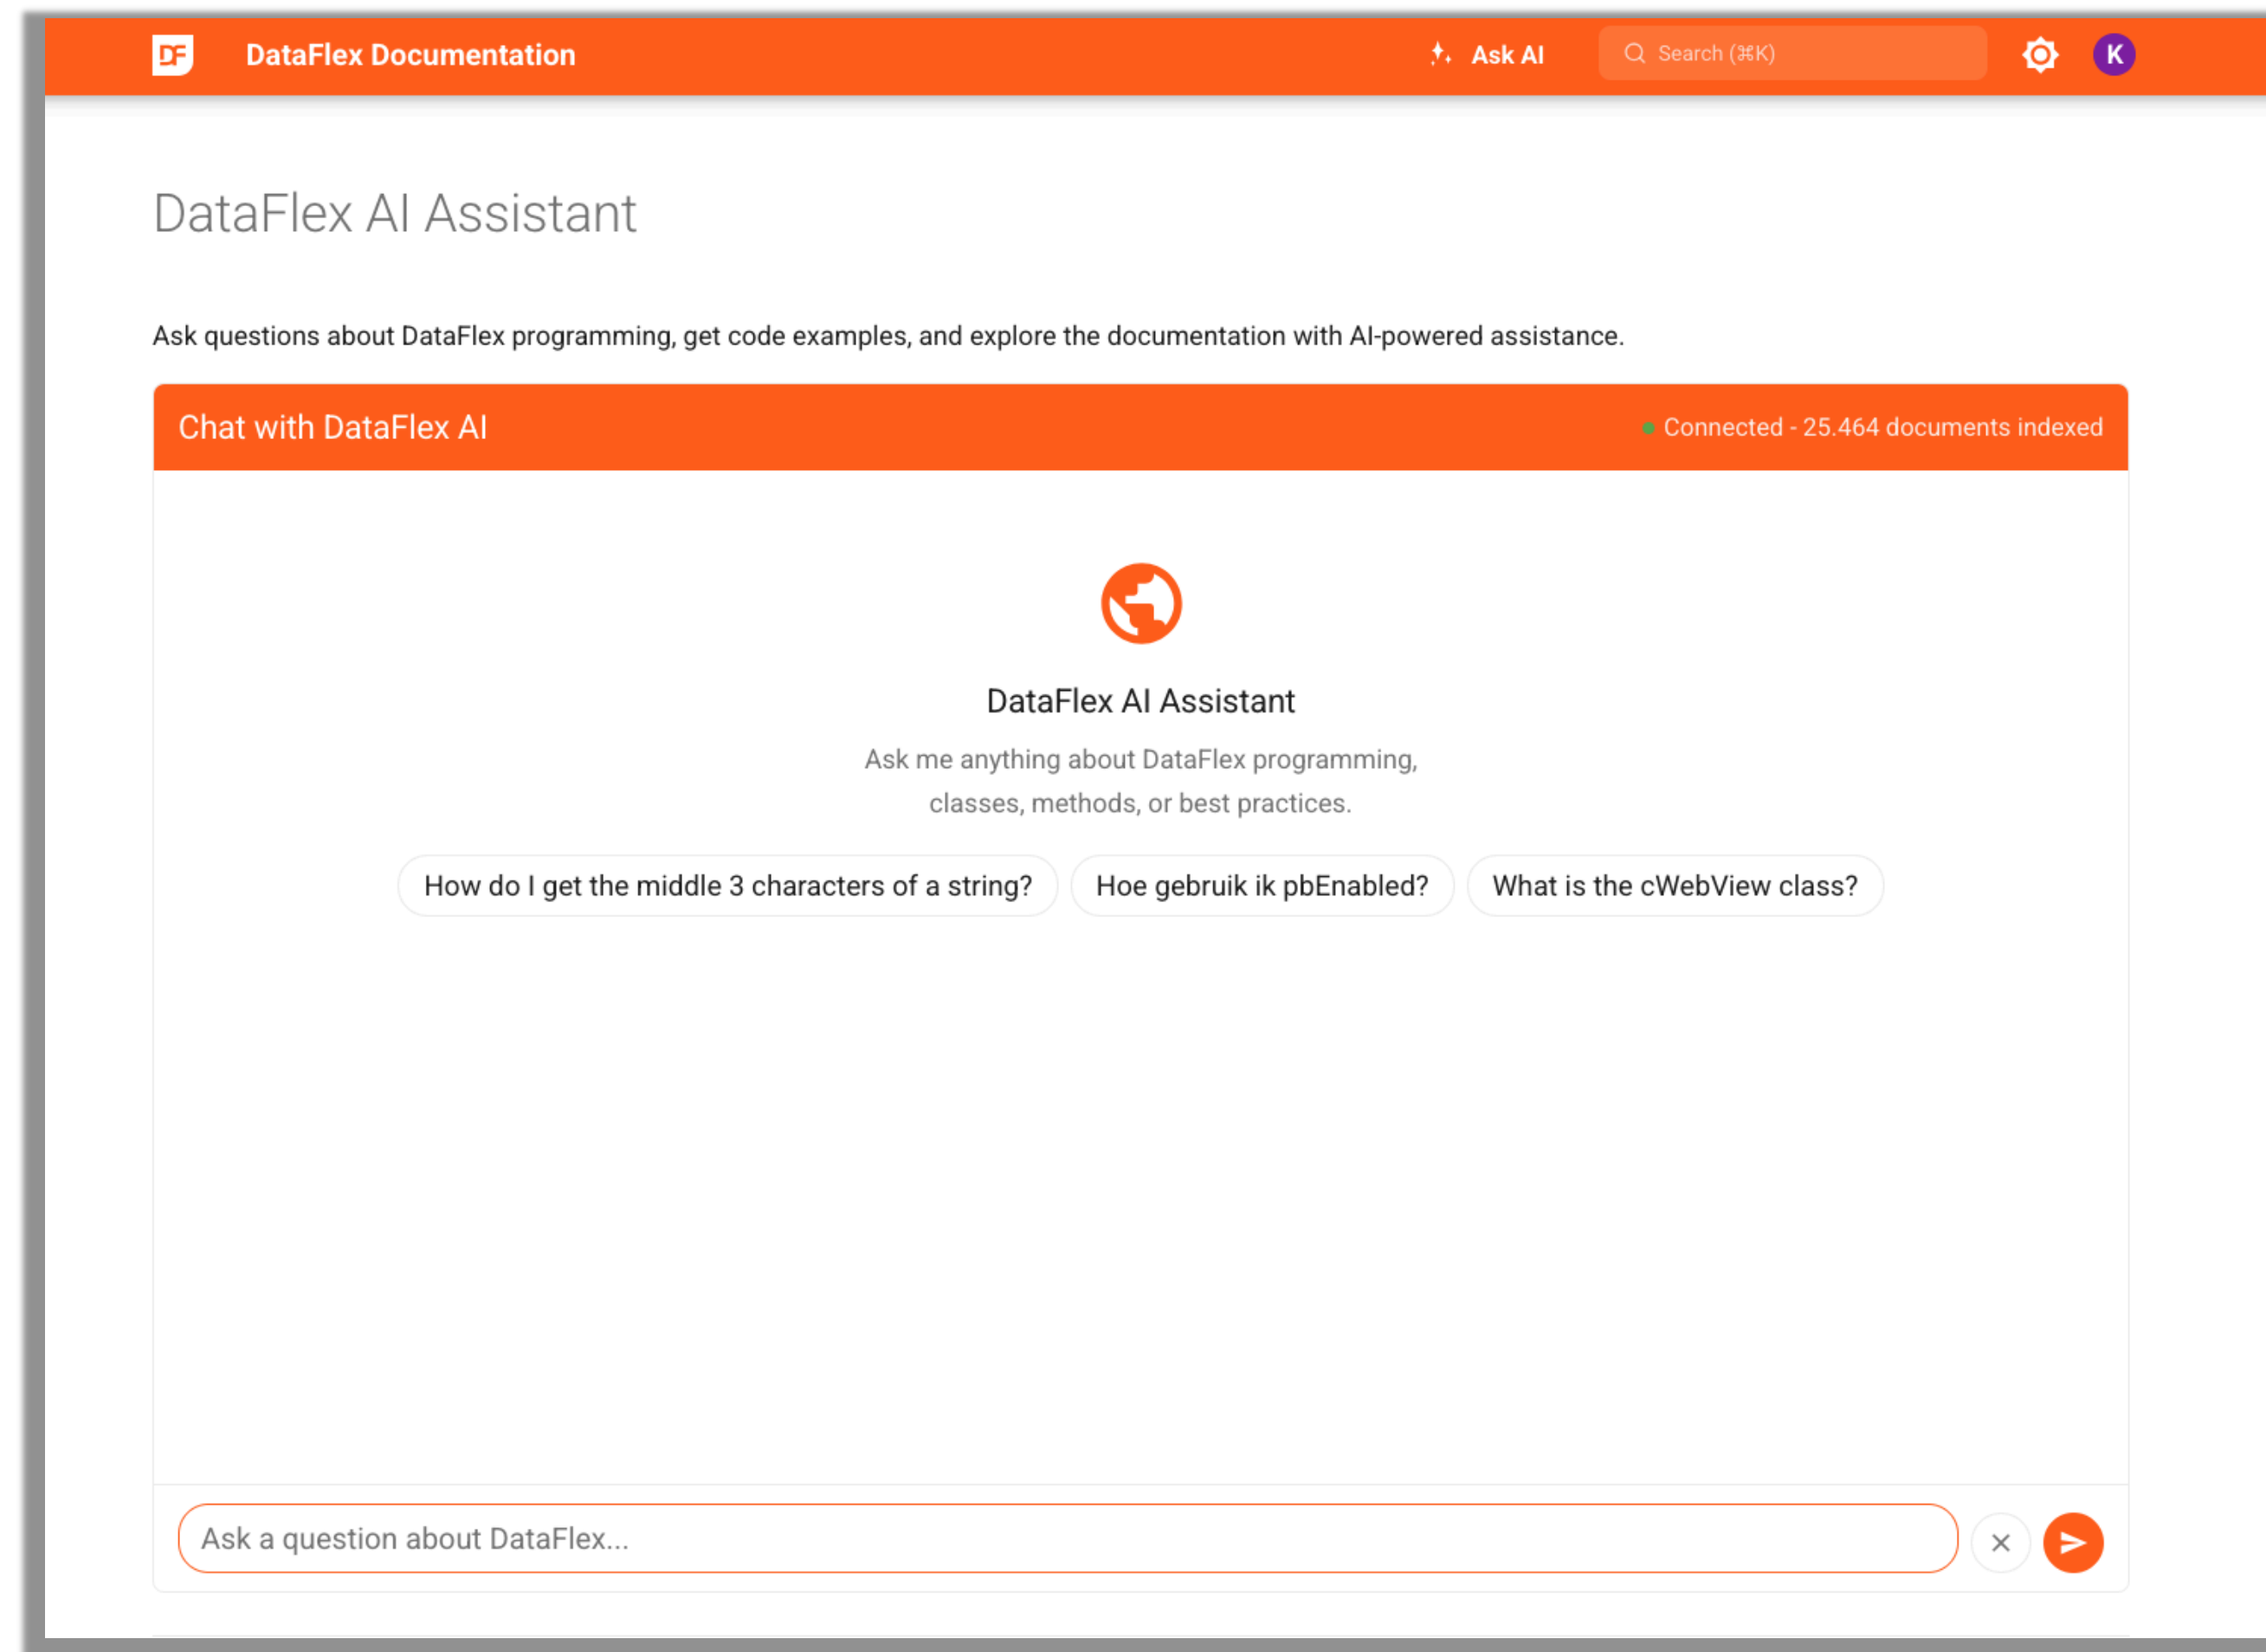 DF DataFlex Documentation Ask AI Search (⌘K) K
DataFlex AI Assistant
Ask questions about DataFlex programming, get code examples, and explore the documentation with AI-powered assistance.
Chat with DataFlex AI Connected - 25.464 documents indexed
DataFlex AI Assistant
Ask me anything about DataFlex programming,
classes, methods, or best practices.
How do I get the middle 3 characters of a string? Hoe gebruik ik pbEnabled? What is the cWebView class?
Ask a question about DataFlex...